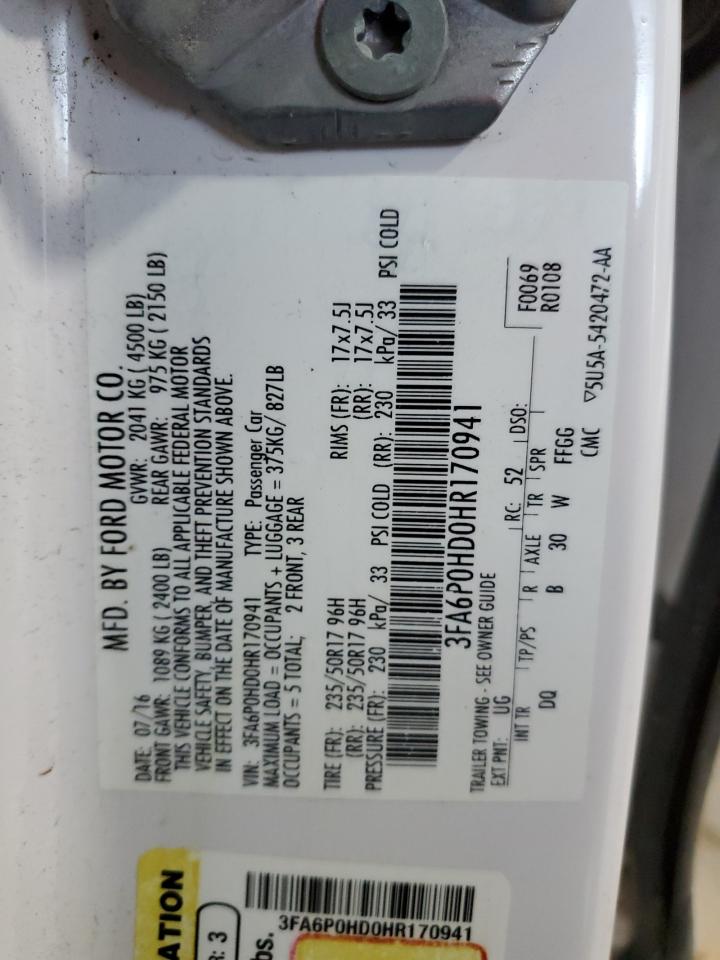 MFD. BY FORD MOTOR CO.
DATE: 07/16 GVWR: 2041 KG ( 4500 LB)
FRONT GAWR: 1089 KG ( 2400 LB) REAR GAWR: 975 KG ( 2150 LB)
THIS VEHICLE CONFORMS TO ALL APPLICABLE FEDERAL MOTOR
VEHICLE SAFETY, BUMPER, AND THEFT PREVENTION STANDARDS
IN EFFECT ON THE DATE OF MANUFACTURE SHOWN ABOVE.
VIN: 3FA6P0HD0HR170941 TYPE: Passenger Car
MAXIMUM LOAD = OCCUPANTS + LUGGAGE = 375KG/ 827LB
OCCUPANTS = 5 TOTAL: 2 FRONT, 3 REAR
TIRE (FR): 235/50R17 96H RIMS (FR): 17x7.5J
(RR): 235/50R17 96H (RR): 17x7.5J
PRESSURE (FR): 230 kPa/ 33 PSI COLD (RR): 230 kPa/ 33 PSI COLD
3FA6P0HD0HR170941
TRAILER TOWING - SEE OWNER GUIDE
EXT PNT: UG RC: 52 DSO: F0069
R0108
INT TR TP/PS R AXLE TR SPR
DQ B 30 W FFGG
CMC ▽5U5A-5420472-AA
ATION
R: 3
bs.
3FA6P0HD0HR170941